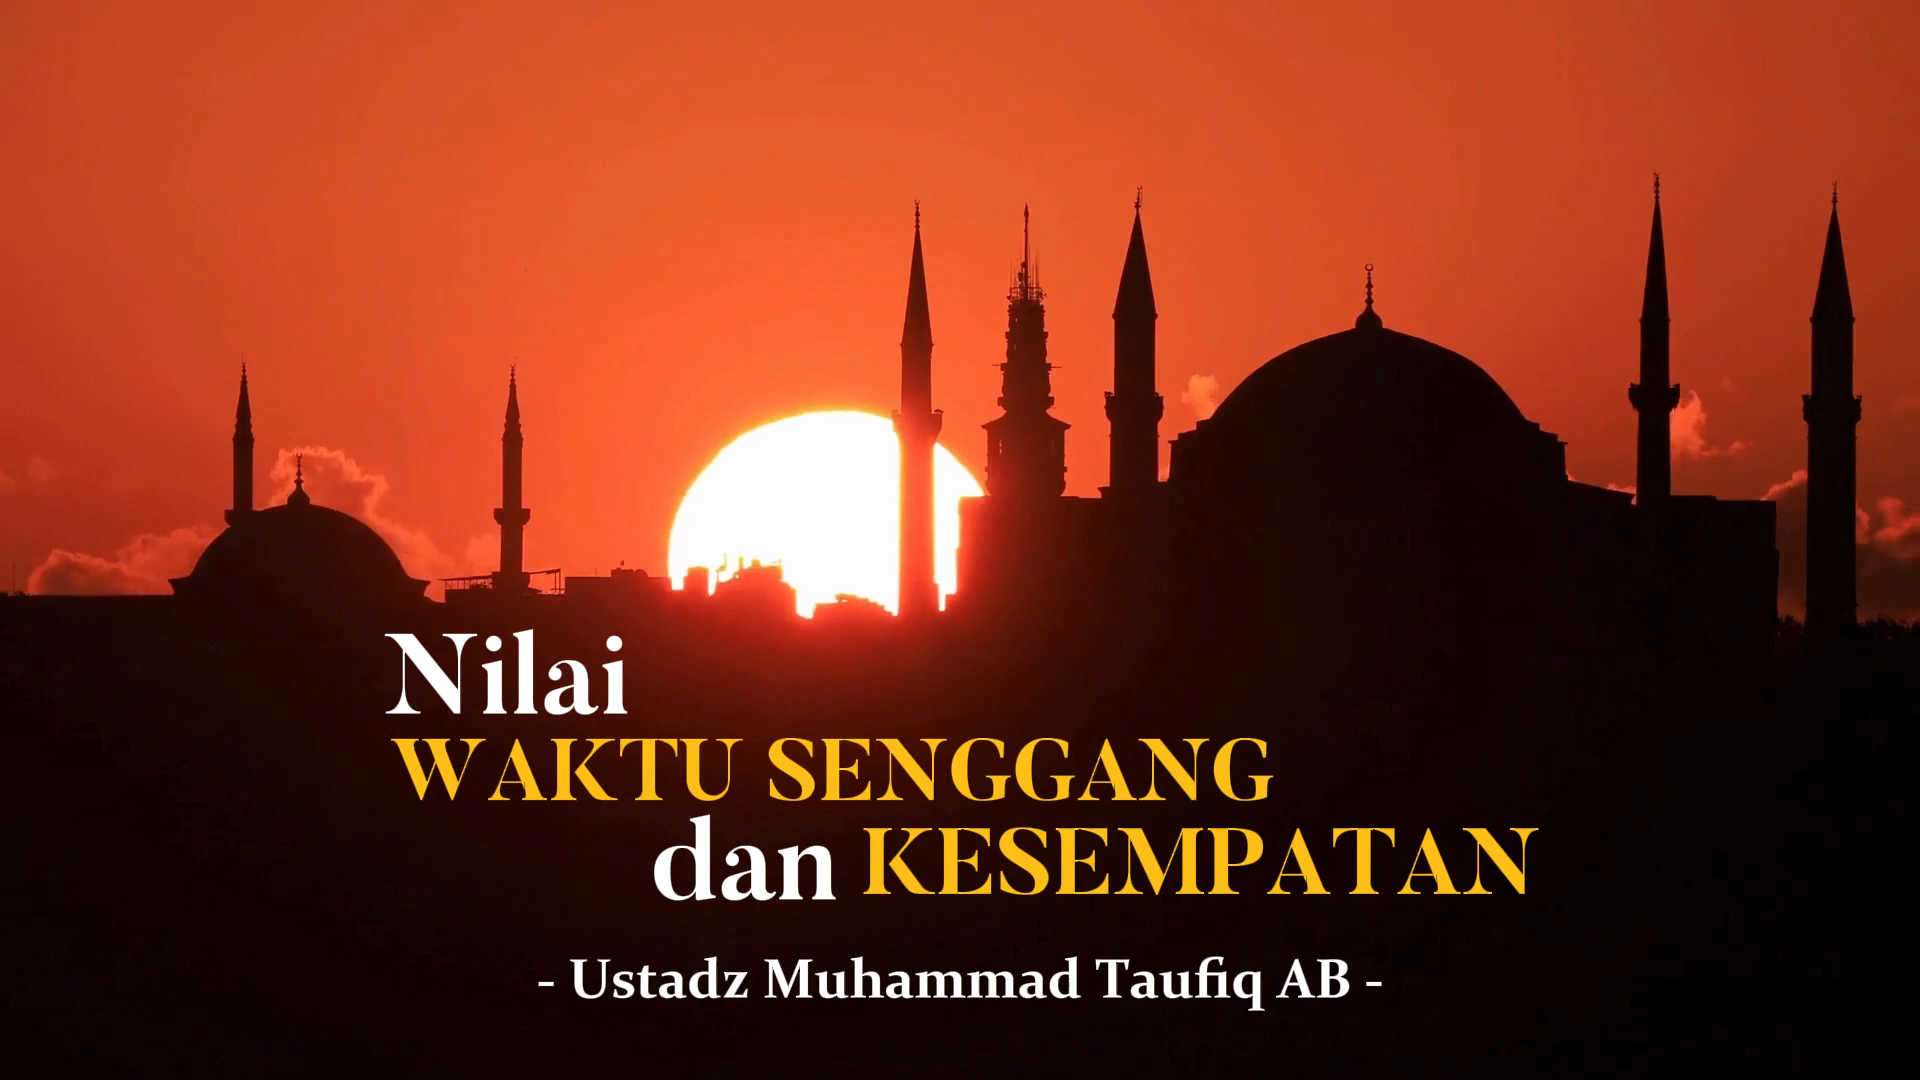 Nilai
WAKTU SENGGANG
dan KESEMPATAN
- Ustadz Muhammad Taufiq AB -